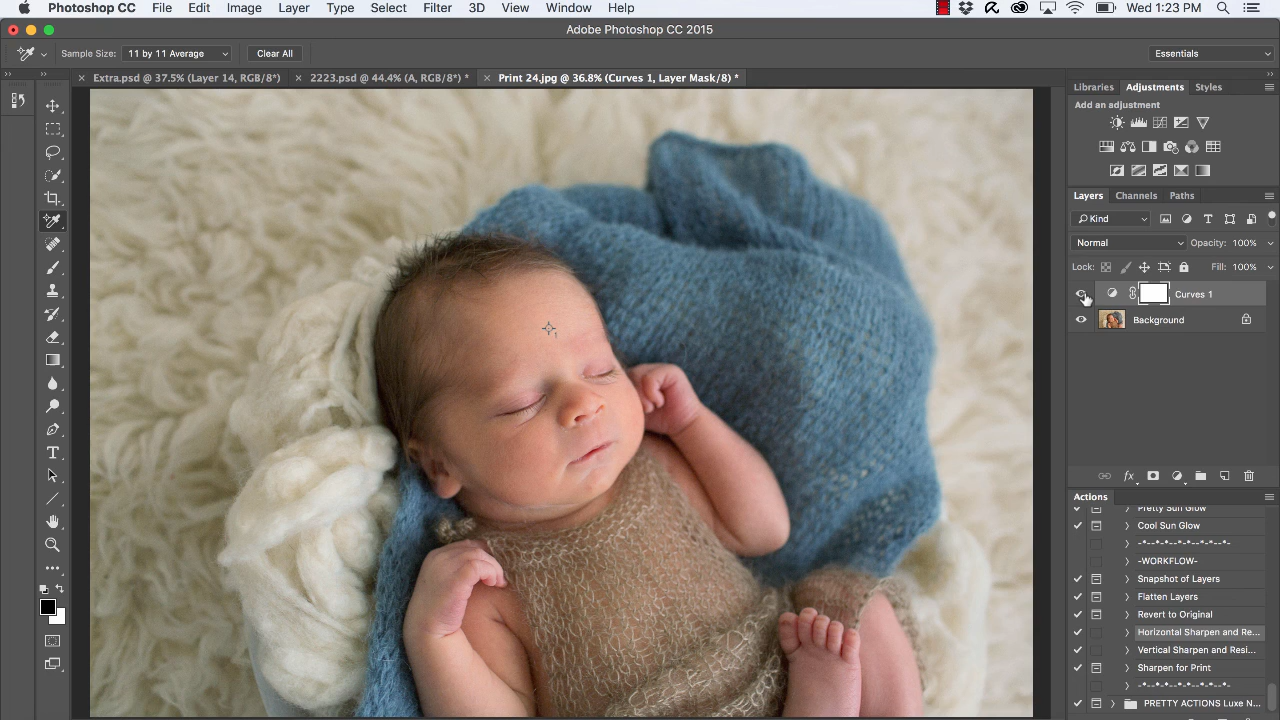 Photoshop CC File Edit Image Layer Type Select Filter 3D View Window Help Wed 1:23 PM
Adobe Photoshop CC 2015
Sample Size: 11 by 11 Average Clear All Essentials
Extra.psd @ 37.5% (Layer 14, RGB/8*) 2223.psd @ 44.4% (A, RGB/8*) * Print 24.jpg @ 36.8% (Curves 1, Layer Mask/8) *
Libraries Adjustments Styles
Add an adjustment
Layers Channels Paths
Kind
Normal Opacity: 100%
Lock: Fill: 100%
Curves 1
Background
fx
Actions
Pretty Sun Glow
Cool Sun Glow
-*--*-*--*-*--*-*--*-
-WORKFLOW-
Snapshot of Layers
Flatten Layers
Revert to Original
Horizontal Sharpen and Re...
Vertical Sharpen and Resi...
Sharpen for Print
-*--*-*--*-*--*-*--*-
PRETTY ACTIONS Luxe N...